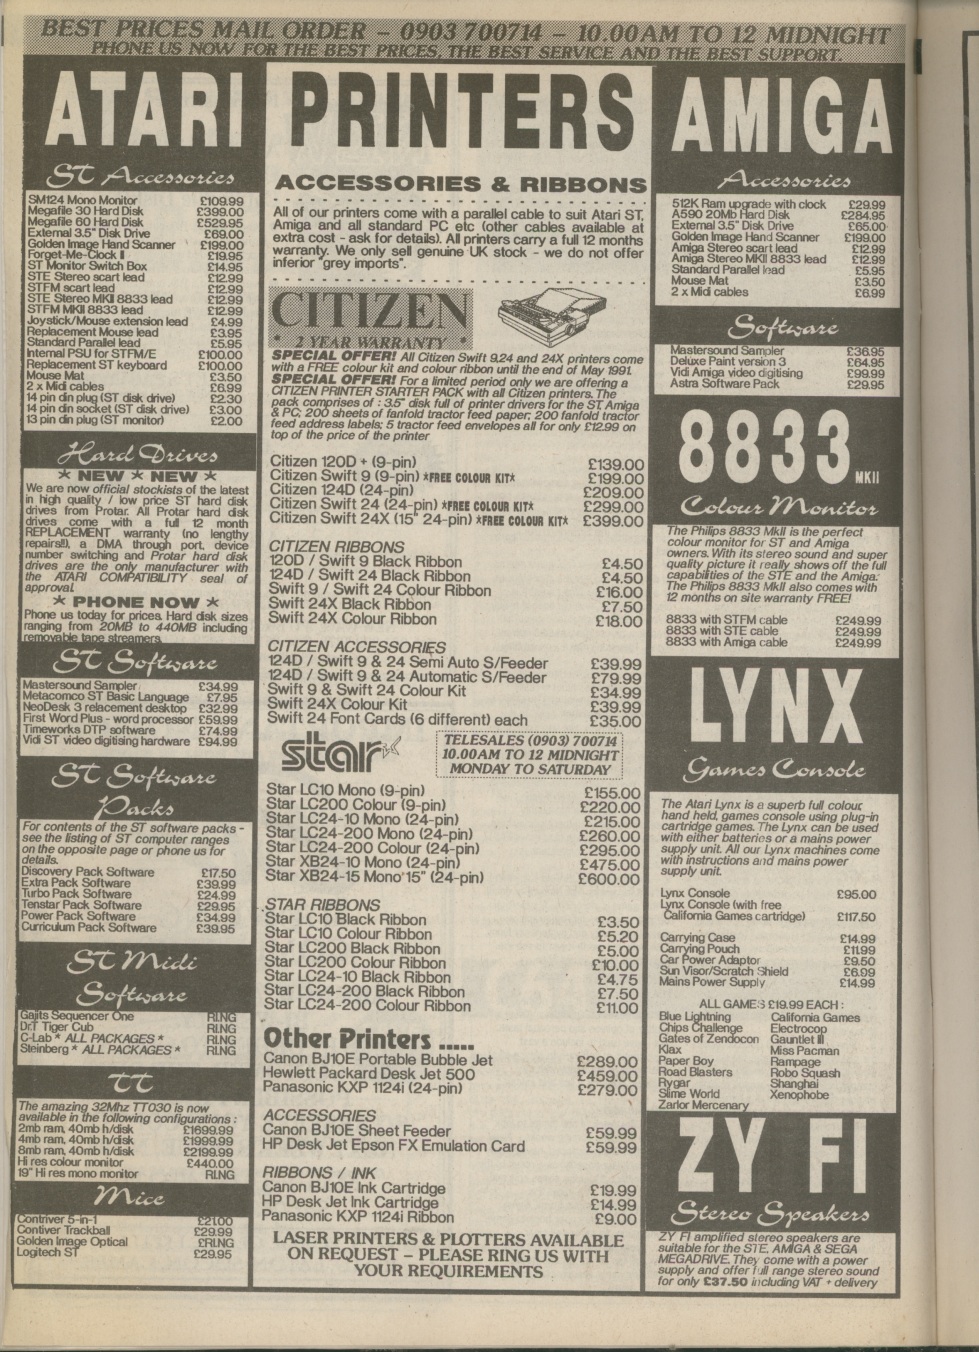 BEST PRICES MAIL ORDER - 0903 700714 - 10.00AM TO 12 MIDNIGHT
PHONE US NOW FOR THE BEST PRICES, THE BEST SERVICE AND THE BEST SUPPORT.
ATARI
ST Accessories
SM124 Mono Monitor £109.99
Megafile 30 Hard Disk £399.00
Megafile 60 Hard Disk £529.95
External 3.5" Disk Drive £69.00
Golden Image Hand Scanner £199.00
Forget-Me-Clock II £19.95
ST Monitor Switch Box £14.95
STE Stereo scart lead £12.99
STFM scart lead £12.99
STE Stereo MKII 8833 lead £12.99
STFM MKII 8833 lead £12.99
Joystick/Mouse extension lead £4.99
Replacement Mouse lead £3.95
Standard Parallel lead £5.95
Internal PSU for STFM/E £100.00
Replacement ST keyboard £100.00
Mouse Mat £3.50
2 x Midi cables £6.99
14 pin din plug (ST disk drive) £2.30
14 pin din socket (ST disk drive) £3.00
13 pin din plug (ST monitor) £2.00
Hard Drives
★ NEW ★ NEW ★
We are now official stockists of the latest
in high quality / low price ST hard disk
drives from Protar. All Protar hard disk
drives come with a full 12 month
REPLACEMENT warranty (no lengthy
repairs!!), a DMA through port, device
number switching and Protar hard disk
drives are the only manufacturer with
the ATARI COMPATIBILITY seal of
approval.
★ PHONE NOW ★
Phone us today for prices. Hard disk sizes
ranging from 20MB to 440MB including
removable tape streamers.
ST Software
Mastersound Sampler £34.99
Metacomco ST Basic Language £7.95
NeoDesk 3 relacement desktop £32.99
First Word Plus - word processor £59.99
Timeworks DTP software £74.99
Vidi ST video digitising hardware £94.99
ST Software
Packs
For contents of the ST software packs -
see the listing of ST computer ranges
on the opposite page or phone us for
details.
Discovery Pack Software £17.50
Extra Pack Software £39.99
Turbo Pack Software £24.99
Tenstar Pack Software £29.95
Power Pack Software £34.99
Curriculum Pack Software £39.95
ST Midi
Software
Gajits Sequencer One RING
Dr.T Tiger Cub RING
C-Lab * ALL PACKAGES * RING
Steinberg * ALL PACKAGES * RING
TT
The amazing 32Mhz TT030 is now
available in the following configurations :
2mb ram, 40mb h/disk £1699.99
4mb ram, 40mb h/disk £1999.99
8mb ram, 40mb h/disk £2199.99
Hi res colour monitor £440.00
19" Hi res mono monitor RING
Mice
Contriver 5-in-1 £21.00
Contiver Trackball £29.99
Golden Image Optical £RING
Logitech ST £29.95
PRINTERS
ACCESSORIES & RIBBONS
All of our printers come with a parallel cable to suit Atari ST,
Amiga and all standard PC etc (other cables available at
extra cost - ask for details). All printers carry a full 12 months
warranty. We only sell genuine UK stock - we do not offer
inferior "grey imports".
CITIZEN
* 2 YEAR WARRANTY *
SPECIAL OFFER! All Citizen Swift 9,24 and 24X printers come
with a FREE colour kit and colour ribbon until the end of May 1991.
SPECIAL OFFER! For a limited period only we are offering a
CITIZEN PRINTER STARTER PACK with all Citizen printers. The
pack comprises of : 3.5" disk full of printer drivers for the ST, Amiga
& PC; 200 sheets of fanfold tractor feed paper; 200 fanfold tractor
feed address labels; 5 tractor feed envelopes all for only £12.99 on
top of the price of the printer
Citizen 120D + (9-pin) £139.00
Citizen Swift 9 (9-pin) *FREE COLOUR KIT* £199.00
Citizen 124D (24-pin) £209.00
Citizen Swift 24 (24-pin) *FREE COLOUR KIT* £299.00
Citizen Swift 24X (15" 24-pin) *FREE COLOUR KIT* £399.00
CITIZEN RIBBONS
120D / Swift 9 Black Ribbon £4.50
124D / Swift 24 Black Ribbon £4.50
Swift 9 / Swift 24 Colour Ribbon £16.00
Swift 24X Black Ribbon £7.50
Swift 24X Colour Ribbon £18.00
CITIZEN ACCESSORIES
124D / Swift 9 & 24 Semi Auto S/Feeder £39.99
124D / Swift 9 & 24 Automatic S/Feeder £79.99
Swift 9 & Swift 24 Colour Kit £34.99
Swift 24X Colour Kit £39.99
Swift 24 Font Cards (6 different) each £35.00
star
TELESALES (0903) 700714
10.00AM TO 12 MIDNIGHT
MONDAY TO SATURDAY
Star LC10 Mono (9-pin) £155.00
Star LC200 Colour (9-pin) £220.00
Star LC24-10 Mono (24-pin) £215.00
Star LC24-200 Mono (24-pin) £260.00
Star LC24-200 Colour (24-pin) £295.00
Star XB24-10 Mono (24-pin) £475.00
Star XB24-15 Mono 15" (24-pin) £600.00
STAR RIBBONS
Star LC10 Black Ribbon £3.50
Star LC10 Colour Ribbon £5.20
Star LC200 Black Ribbon £5.00
Star LC200 Colour Ribbon £10.00
Star LC24-10 Black Ribbon £4.75
Star LC24-200 Black Ribbon £7.50
Star LC24-200 Colour Ribbon £11.00
Other Printers .....
Canon BJ10E Portable Bubble Jet £289.00
Hewlett Packard Desk Jet 500 £459.00
Panasonic KXP 1124i (24-pin) £279.00
ACCESSORIES
Canon BJ10E Sheet Feeder £59.99
HP Desk Jet Epson FX Emulation Card £59.99
RIBBONS / INK
Canon BJ10E Ink Cartridge £19.99
HP Desk Jet Ink Cartridge £14.99
Panasonic KXP 1124i Ribbon £9.00
LASER PRINTERS & PLOTTERS AVAILABLE
ON REQUEST - PLEASE RING US WITH
YOUR REQUIREMENTS
AMIGA
Accessories
512K Ram upgrade with clock £29.99
A590 20Mb Hard Disk £284.95
External 3.5" Disk Drive £65.00
Golden Image Hand Scanner £199.00
Amiga Stereo scart lead £12.99
Amiga Stereo MKII 8833 lead £12.99
Standard Parallel lead £5.95
Mouse Mat £3.50
2 x Midi cables £6.99
Software
Mastersound Sampler £36.95
Deluxe Paint version 3 £64.95
Vidi Amiga video digitising £99.99
Astra Software Pack £29.95
8833 MKII
Colour Monitor
The Philips 8833 MkII is the perfect
colour monitor for ST and Amiga
owners. With its stereo sound and super
quality picture it really shows off the full
capabilities of the STE and the Amiga.
The Philips 8833 MkII also comes with
12 months on site warranty FREE!
8833 with STFM cable £249.99
8833 with STE cable £249.99
8833 with Amiga cable £249.99
LYNX
Games Console
The Atari Lynx is a superb full colour,
hand held, games console using plug-in
cartridge games. The Lynx can be used
with either batteries or a mains power
supply unit. All our Lynx machines come
with instructions and mains power
supply unit.
Lynx Console £95.00
Lynx Console (with free
California Games cartridge) £117.50
Carrying Case £14.99
Carrying Pouch £11.99
Car Power Adaptor £9.50
Sun Visor/Scratch Shield £6.99
Mains Power Supply £14.99
ALL GAMES £19.99 EACH :
Blue Lightning California Games
Chips Challenge Electrocop
Gates of Zendocon Gauntlet III
Klax Miss Pacman
Paper Boy Rampage
Road Blasters Robo Squash
Rygar Shanghai
Slime World Xenophobe
Zarlor Mercenary
ZY FI
Stereo Speakers
ZY FI amplified stereo speakers are
suitable for the STE, AMIGA & SEGA
MEGADRIVE. They come with a power
supply and offer full range stereo sound
for only £37.50 including VAT + delivery